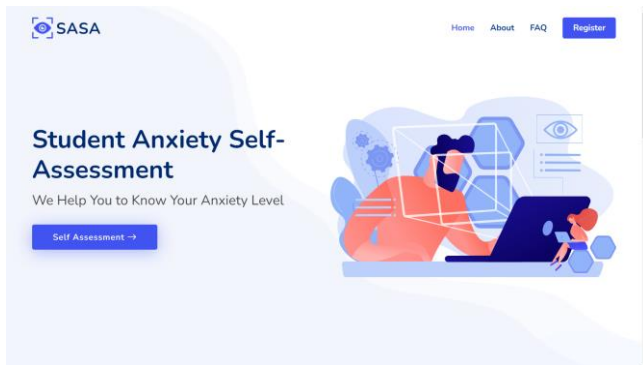 SASA
Home About FAQ Register
Student Anxiety Self-
Assessment
We Help You to Know Your Anxiety Level
Self Assessment →